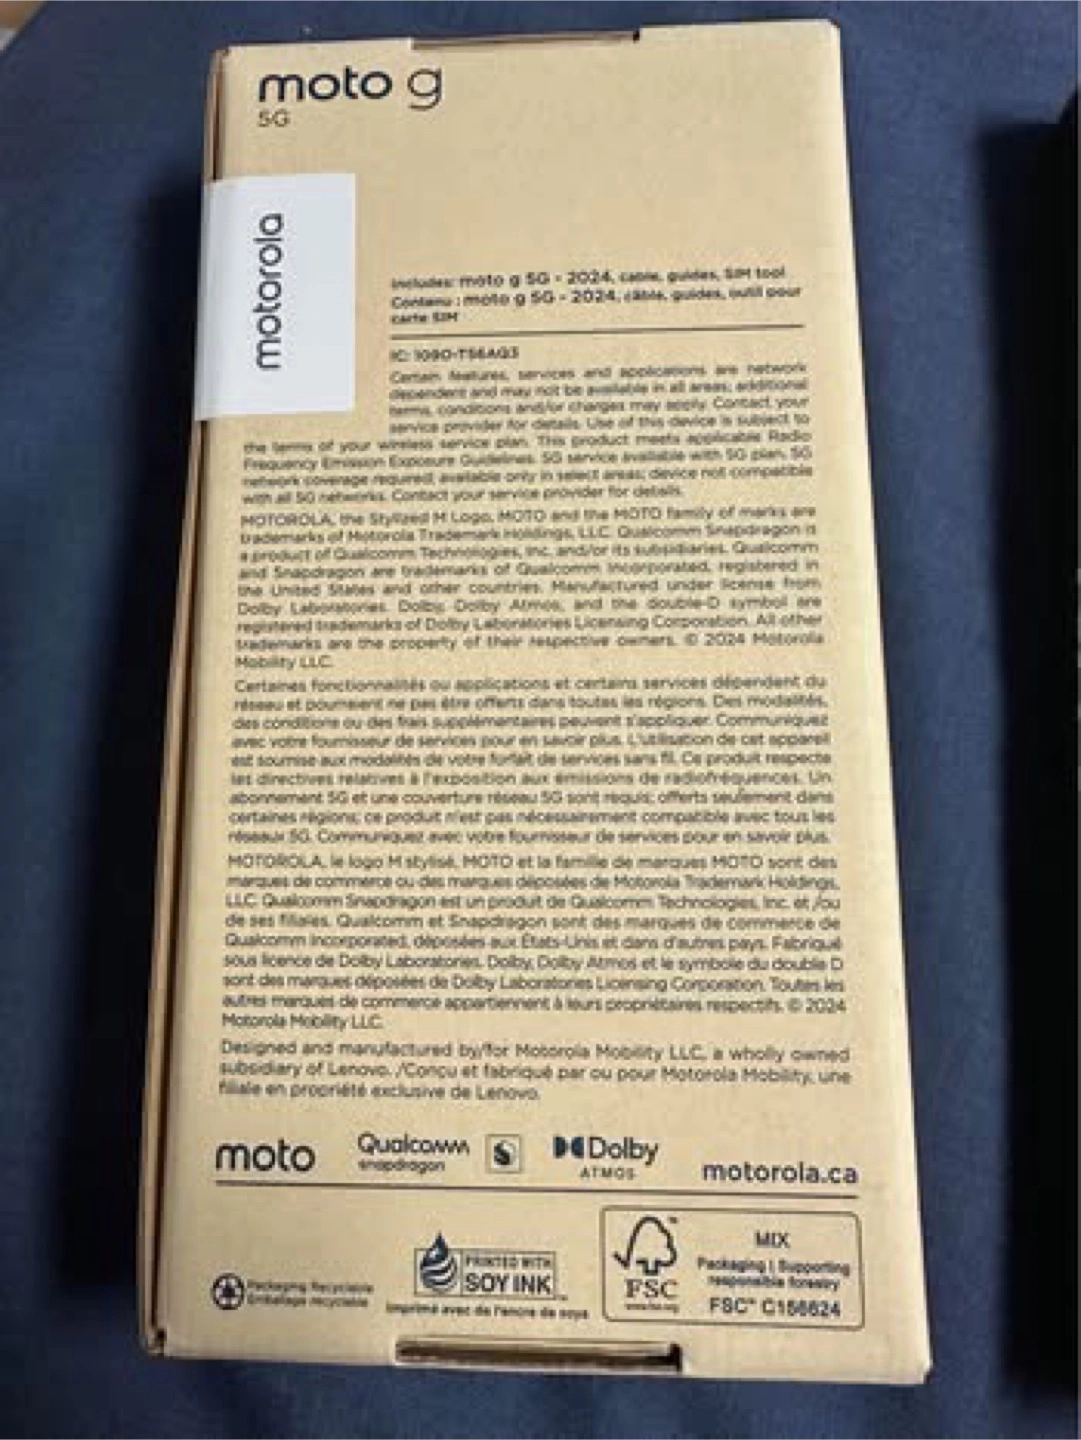 moto g
5G
motorola
Includes: moto g 5G - 2024, cable, guides, SIM tool
Contenu : moto g 5G - 2024, câble, guides, outil pour
carte SIM
IC: 1090-T56AQ3
Certain features, services and applications are network
dependent and may not be available in all areas; additional
terms, conditions and/or charges may apply. Contact your
service provider for details. Use of this device is subject to
the terms of your wireless service plan. This product meets applicable Radio
Frequency Emission Exposure Guidelines. 5G service available with 5G plan. 5G
network coverage required; available only in select areas; device not compatible
with all 5G networks. Contact your service provider for details.
MOTOROLA, the Stylized M Logo, MOTO and the MOTO family of marks are
trademarks of Motorola Trademark Holdings, LLC. Qualcomm Snapdragon is
a product of Qualcomm Technologies, Inc. and/or its subsidiaries. Qualcomm
and Snapdragon are trademarks of Qualcomm Incorporated, registered in
the United States and other countries. Manufactured under license from
Dolby Laboratories. Dolby, Dolby Atmos, and the double-D symbol are
registered trademarks of Dolby Laboratories Licensing Corporation. All other
trademarks are the property of their respective owners. © 2024 Motorola
Mobility LLC.
Certaines fonctionnalités ou applications et certains services dépendent du
réseau et pourraient ne pas être offerts dans toutes les régions. Des modalités,
des conditions ou des frais supplémentaires peuvent s'appliquer. Communiquez
avec votre fournisseur de services pour en savoir plus. L'utilisation de cet appareil
est soumise aux modalités de votre forfait de services sans fil. Ce produit respecte
les directives relatives à l'exposition aux émissions de radiofréquences. Un
abonnement 5G et une couverture réseau 5G sont requis; offerts seulement dans
certaines régions; ce produit n'est pas nécessairement compatible avec tous les
réseaux 5G. Communiquez avec votre fournisseur de services pour en savoir plus.
MOTOROLA, le logo M stylisé, MOTO et la famille de marques MOTO sont des
marques de commerce ou des marques déposées de Motorola Trademark Holdings,
LLC. Qualcomm Snapdragon est un produit de Qualcomm Technologies, Inc. et /ou
de ses filiales. Qualcomm et Snapdragon sont des marques de commerce de
Qualcomm Incorporated, déposées aux États-Unis et dans d'autres pays. Fabriqué
sous licence de Dolby Laboratories. Dolby, Dolby Atmos et le symbole du double D
sont des marques déposées de Dolby Laboratories Licensing Corporation. Toutes les
autres marques de commerce appartiennent à leurs propriétaires respectifs. © 2024
Motorola Mobility LLC.
Designed and manufactured by/for Motorola Mobility LLC, a wholly owned
subsidiary of Lenovo. /Conçu et fabriqué par ou pour Motorola Mobility, une
filiale en propriété exclusive de Lenovo.
moto
Qualcomm
snapdragon
Dolby
ATMOS
motorola.ca
Packaging Recyclable
Emballage recyclable
PRINTED WITH
SOY INK
Imprimé avec de l'encre de soya
FSC
www.fsc.org
MIX
Packaging | Supporting
responsible forestry
FSC™ C156624